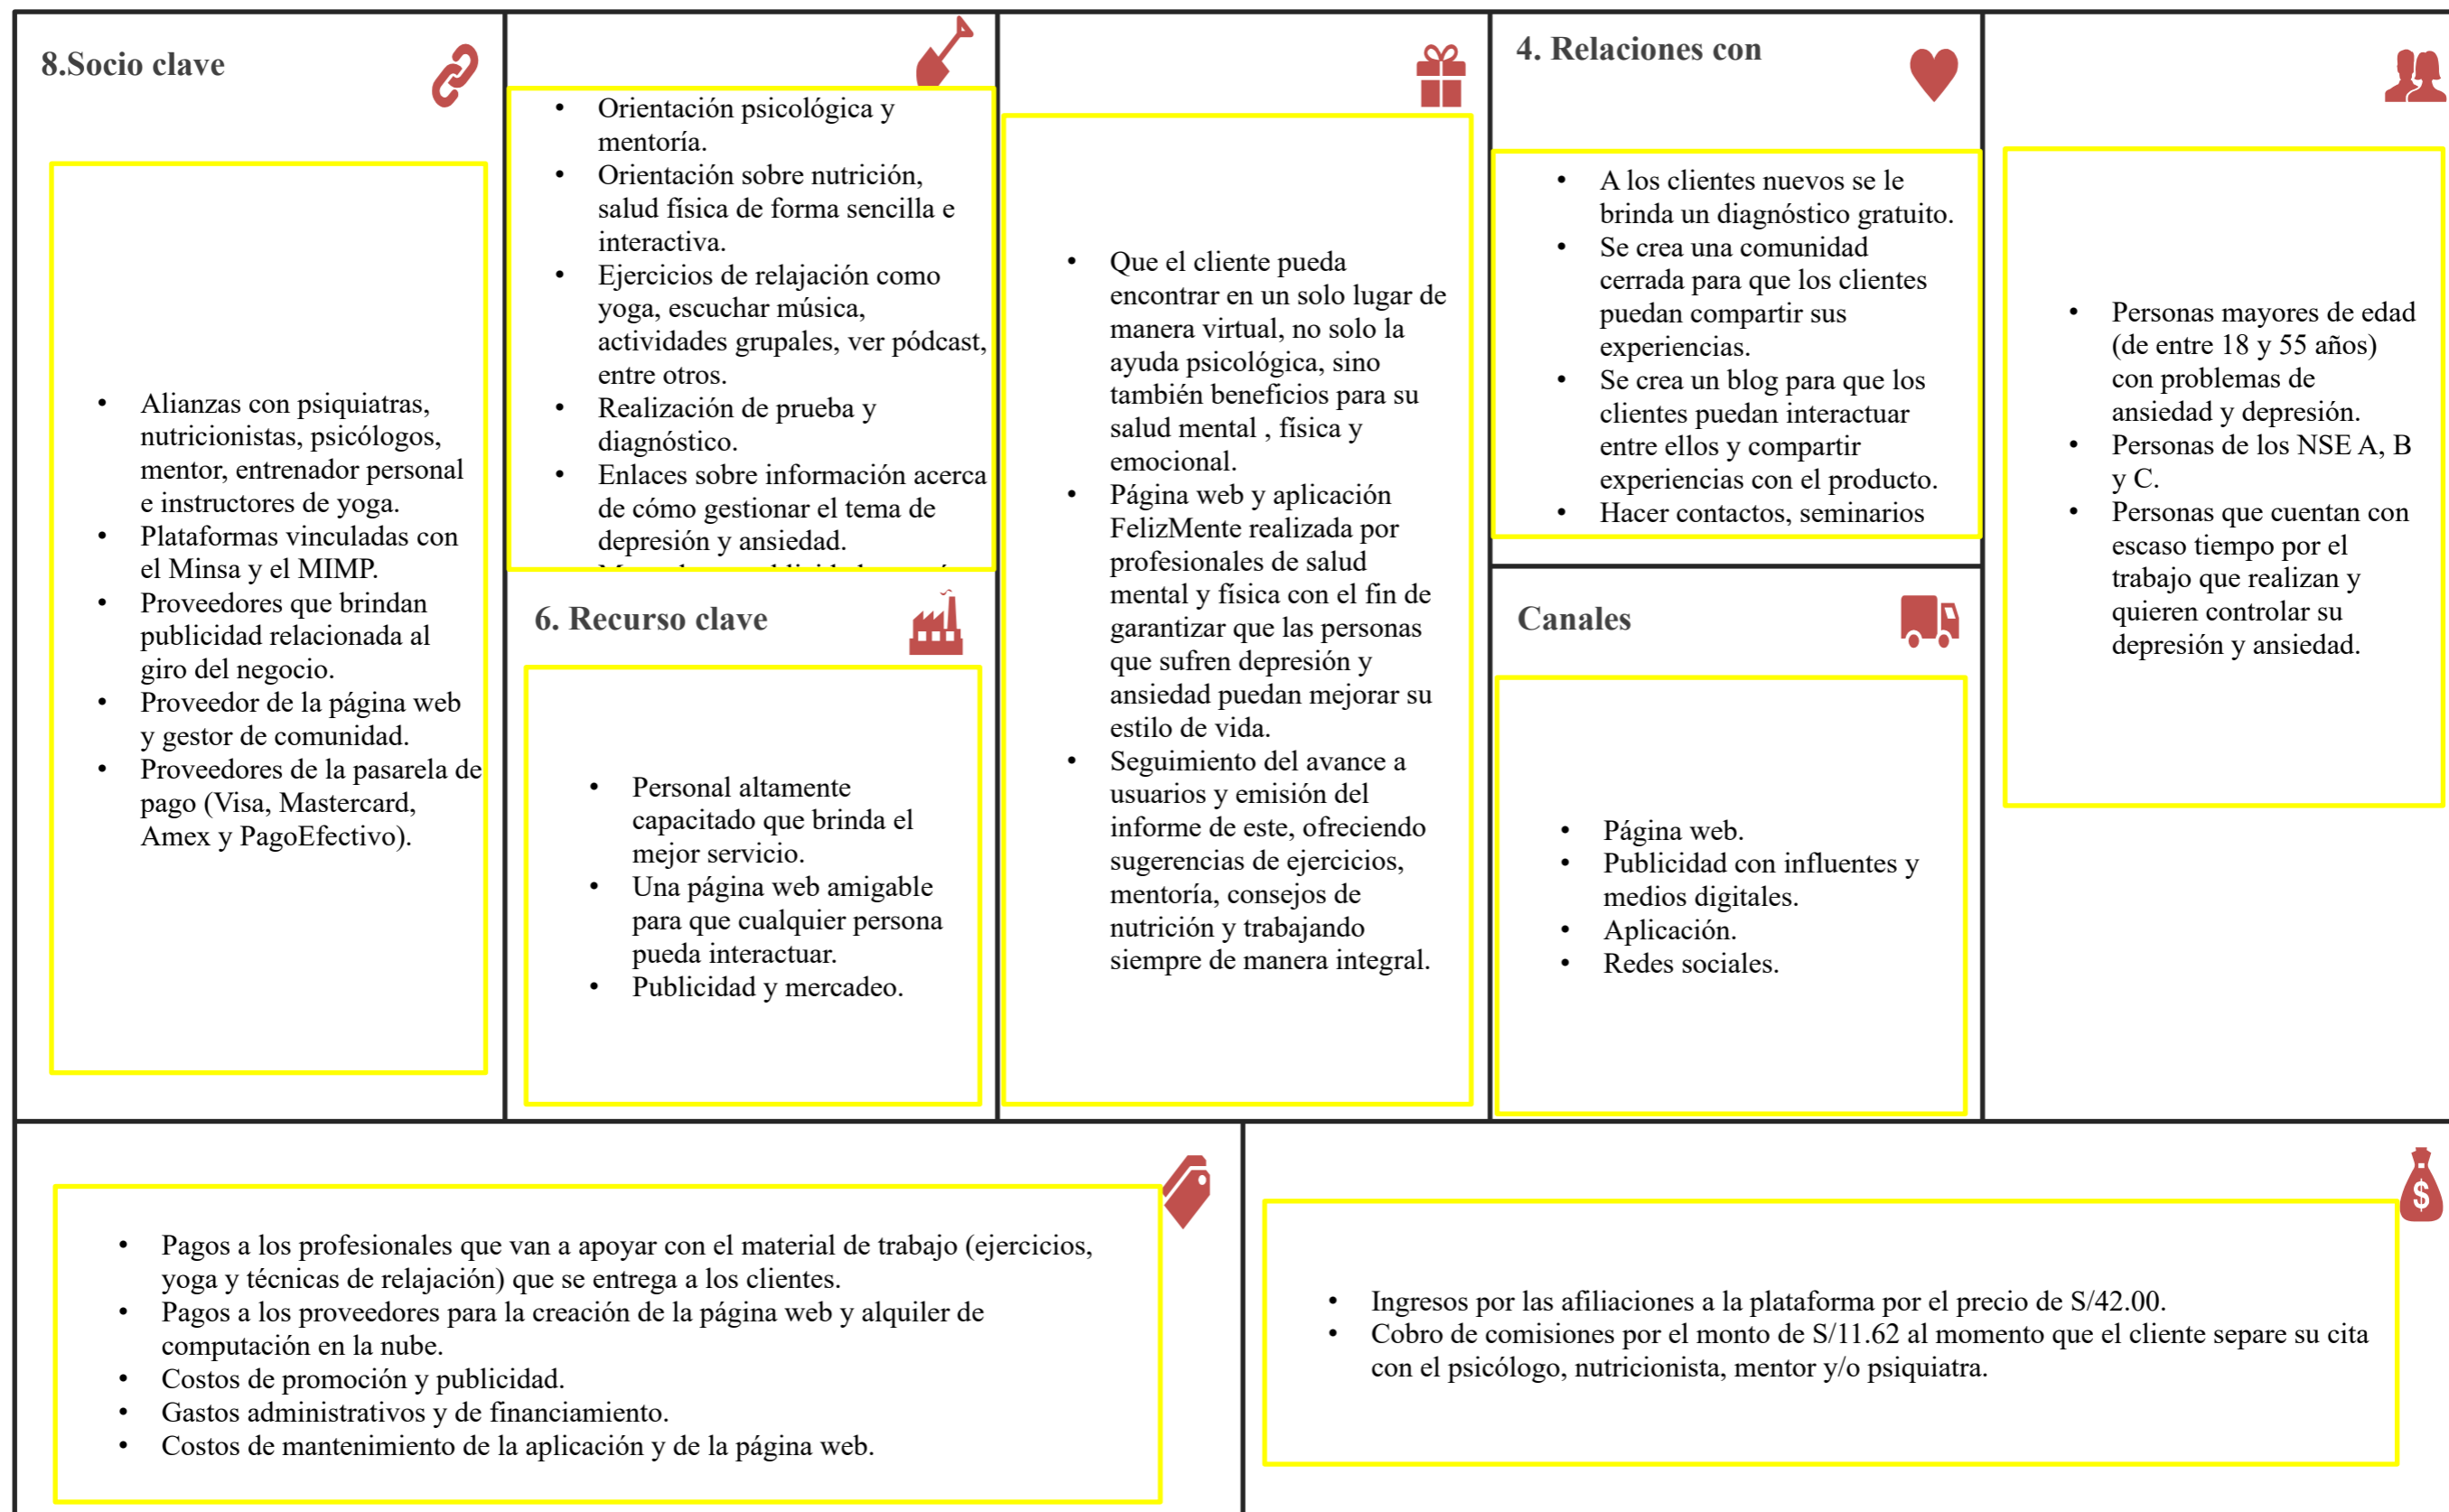 8.Socio clave
• Alianzas con psiquiatras,
nutricionistas, psicólogos,
mentor, entrenador personal
e instructores de yoga.
• Plataformas vinculadas con
el Minsa y el MIMP.
• Proveedores que brindan
publicidad relacionada al
giro del negocio.
• Proveedor de la página web
y gestor de comunidad.
• Proveedores de la pasarela de
pago (Visa, Mastercard,
Amex y PagoEfectivo).
• Orientación psicológica y
mentoría.
• Orientación sobre nutrición,
salud física de forma sencilla e
interactiva.
• Ejercicios de relajación como
yoga, escuchar música,
actividades grupales, ver pódcast,
entre otros.
• Realización de prueba y
diagnóstico.
• Enlaces sobre información acerca
de cómo gestionar el tema de
depresión y ansiedad.
6. Recurso clave
• Personal altamente
capacitado que brinda el
mejor servicio.
• Una página web amigable
para que cualquier persona
pueda interactuar.
• Publicidad y mercadeo.
• Que el cliente pueda
encontrar en un solo lugar de
manera virtual, no solo la
ayuda psicológica, sino
también beneficios para su
salud mental , física y
emocional.
• Página web y aplicación
FelizMente realizada por
profesionales de salud
mental y física con el fin de
garantizar que las personas
que sufren depresión y
ansiedad puedan mejorar su
estilo de vida.
• Seguimiento del avance a
usuarios y emisión del
informe de este, ofreciendo
sugerencias de ejercicios,
mentoría, consejos de
nutrición y trabajando
siempre de manera integral.
4. Relaciones con
• A los clientes nuevos se le
brinda un diagnóstico gratuito.
• Se crea una comunidad
cerrada para que los clientes
puedan compartir sus
experiencias.
• Se crea un blog para que los
clientes puedan interactuar
entre ellos y compartir
experiencias con el producto.
• Hacer contactos, seminarios
Canales
• Página web.
• Publicidad con influentes y
medios digitales.
• Aplicación.
• Redes sociales.
• Personas mayores de edad
(de entre 18 y 55 años)
con problemas de
ansiedad y depresión.
• Personas de los NSE A, B
y C.
• Personas que cuentan con
escaso tiempo por el
trabajo que realizan y
quieren controlar su
depresión y ansiedad.
• Pagos a los profesionales que van a apoyar con el material de trabajo (ejercicios,
yoga y técnicas de relajación) que se entrega a los clientes.
• Pagos a los proveedores para la creación de la página web y alquiler de
computación en la nube.
• Costos de promoción y publicidad.
• Gastos administrativos y de financiamiento.
• Costos de mantenimiento de la aplicación y de la página web.
$
• Ingresos por las afiliaciones a la plataforma por el precio de S/42.00.
• Cobro de comisiones por el monto de S/11.62 al momento que el cliente separe su cita
con el psicólogo, nutricionista, mentor y/o psiquiatra.